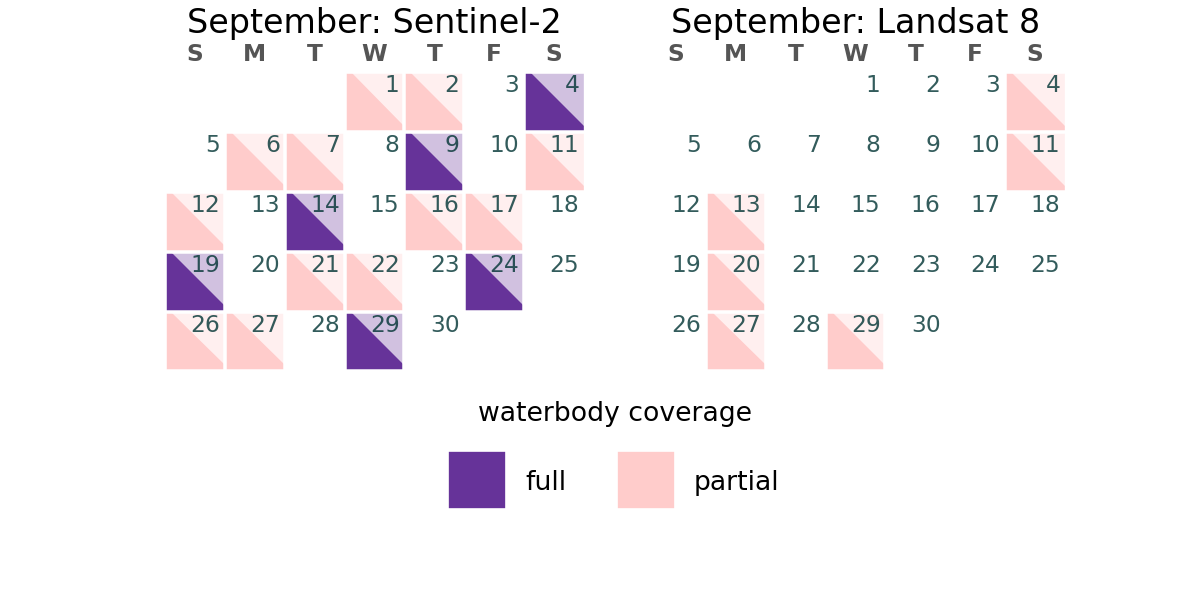 September: Sentinel-2
S M T W T F S
1 2 3 4
5 6 7 8 9 10 11
12 13 14 15 16 17 18
19 20 21 22 23 24 25
26 27 28 29 30
September: Landsat 8
S M T W T F S
1 2 3 4
5 6 7 8 9 10 11
12 13 14 15 16 17 18
19 20 21 22 23 24 25
26 27 28 29 30
waterbody coverage
full partial